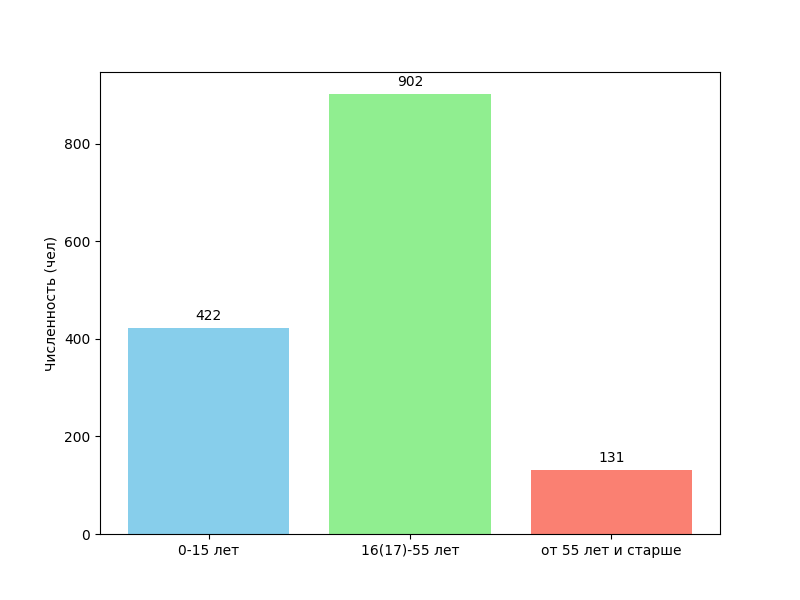 902
800
600
Численность (чел)
422
400
200
131
0
0-15 лет
16(17)-55 лет
от 55 лет и старше